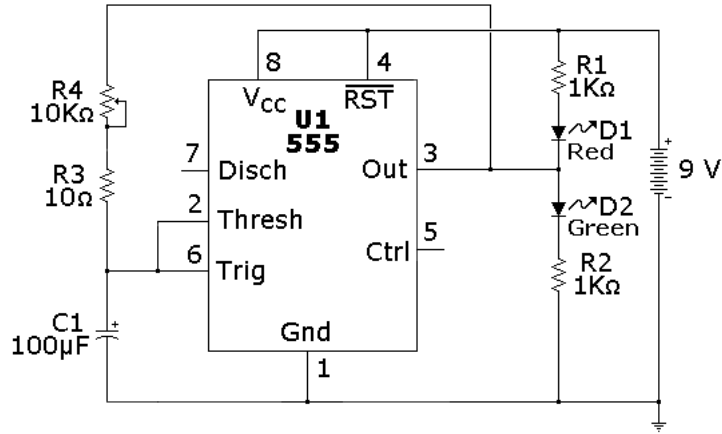 R4
10KΩ
R3
10Ω
C1
100µF
8
4
VCC
RST
U1
555
7
Disch
2
Thresh
6
Trig
Out
3
Ctrl
5
Gnd
1
R1
1KΩ
D1
Red
D2
Green
R2
1KΩ
+
9 V
-
+